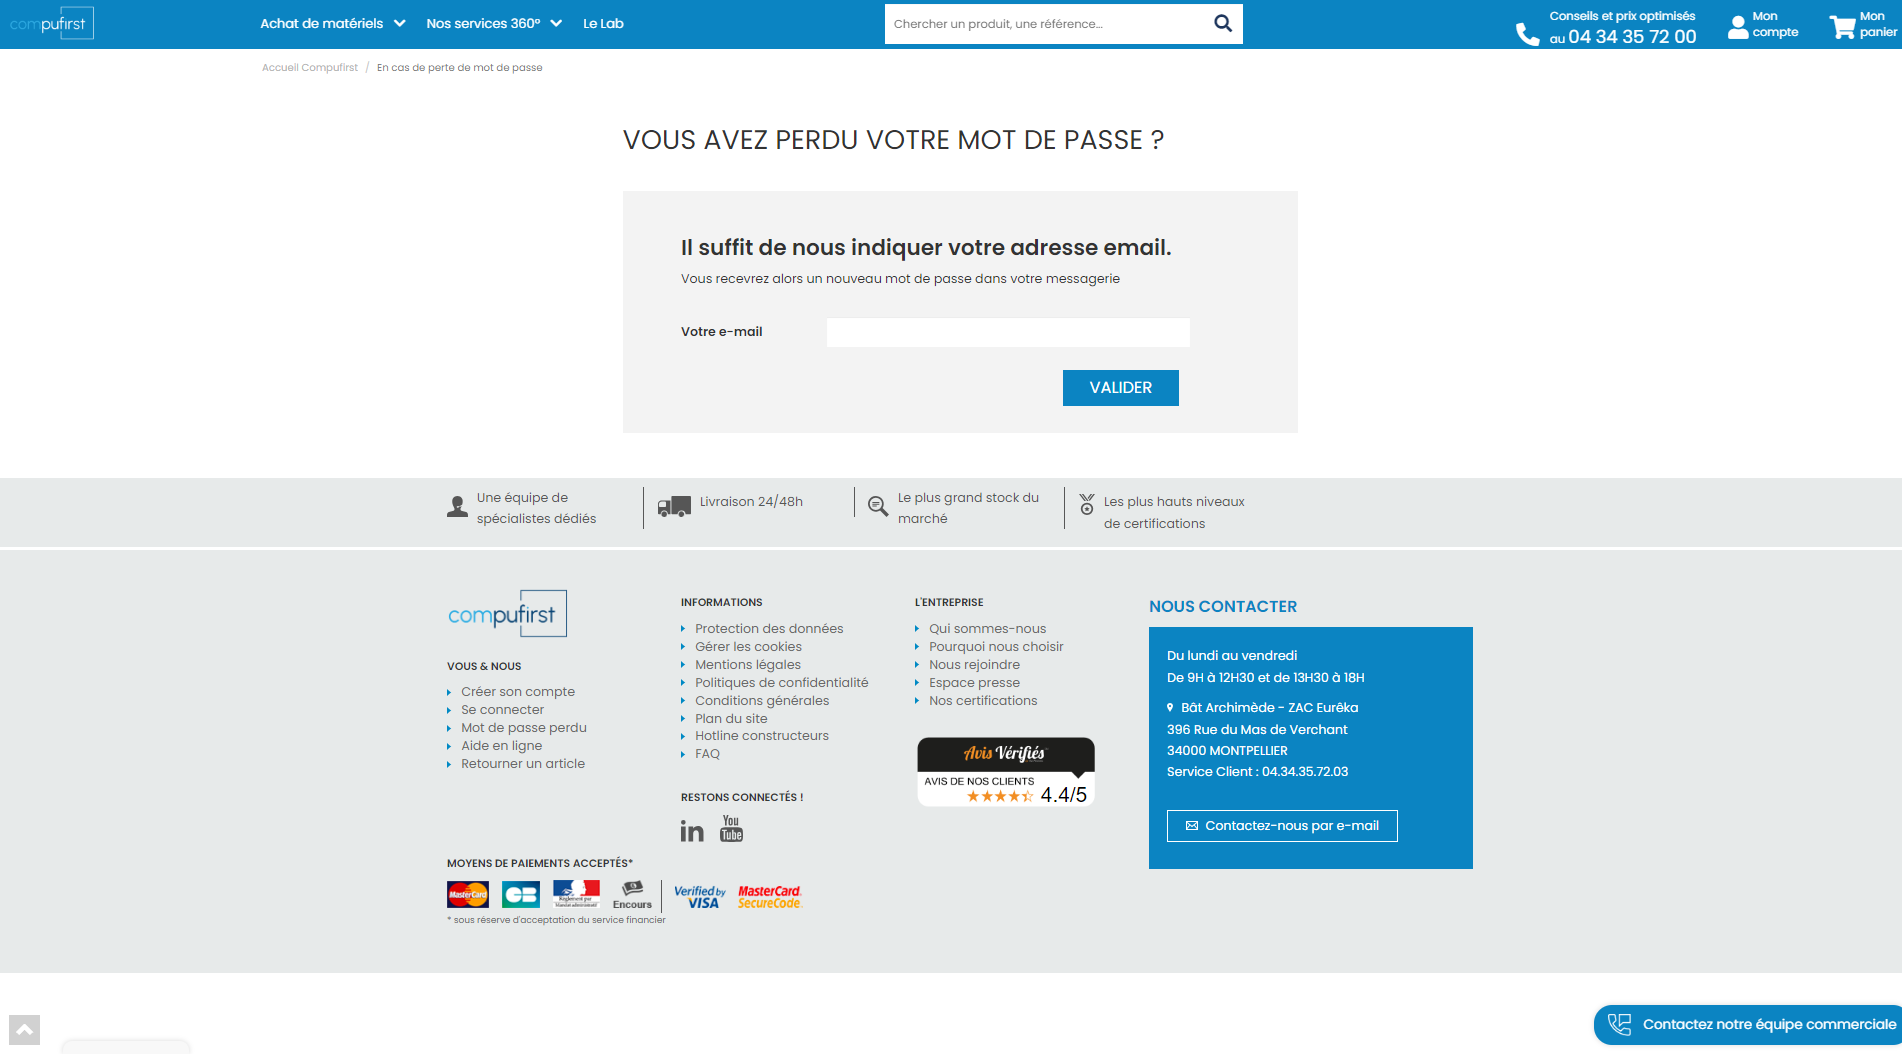 compufirst
Achat de matériels
Nos services 360°
Le Lab
Chercher un produit, une référence...
Conseils et prix optimisés
au 04 34 35 72 00
Mon
compte
Mon
panier
Accueil Compufirst / En cas de perte de mot de passe
VOUS AVEZ PERDU VOTRE MOT DE PASSE ?
Il suffit de nous indiquer votre adresse email.
Vous recevrez alors un nouveau mot de passe dans votre messagerie
Votre e-mail
VALIDER
Une équipe de
spécialistes dédiés
Livraison 24/48h
Le plus grand stock du
marché
Les plus hauts niveaux
de certifications
compufirst
VOUS & NOUS
Créer son compte
Se connecter
Mot de passe perdu
Aide en ligne
Retourner un article
INFORMATIONS
Protection des données
Gérer les cookies
Mentions légales
Politiques de confidentialité
Conditions générales
Plan du site
Hotline constructeurs
FAQ
RESTONS CONNECTÉS !
in
You
Tube
L'ENTREPRISE
Qui sommes-nous
Pourquoi nous choisir
Nous rejoindre
Espace presse
Nos certifications
Avis Vérifiés
AVIS DE NOS CLIENTS
4.4/5
NOUS CONTACTER
Du lundi au vendredi
De 9H à 12H30 et de 13H30 à 18H
Bât Archimède - ZAC Eurêka
396 Rue du Mas de Verchant
34000 MONTPELLIER
Service Client : 04.34.35.72.03
Contactez-nous par e-mail
MOYENS DE PAIEMENTS ACCEPTÉS*
MasterCard
CB
Règlement par
Mandat administratif
Encours
Verified by
VISA
MasterCard.
SecureCode.
* sous réserve d'acceptation du service financier
Contactez notre équipe commerciale